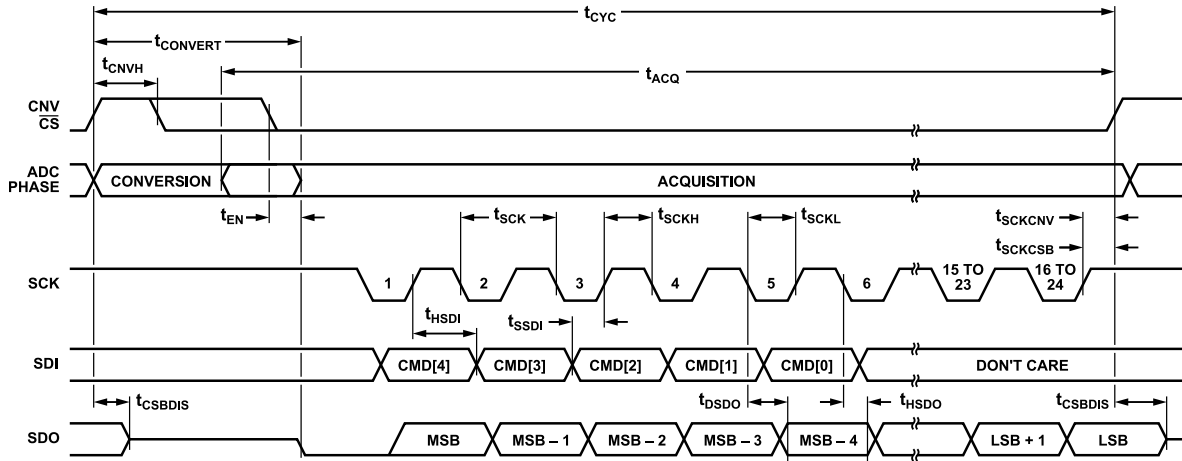 tCYC
tCONVERT
tCNVH
tACQ
CNV
CS
ADC
PHASE
CONVERSION
ACQUISITION
tEN
tSCK
tSCKH
tSCKL
tSCKCNV
tSCKCSB
SCK
1
2
3
4
5
6
15 TO
23
16 TO
24
tHSDI
tSSDI
SDI
CMD[4]
CMD[3]
CMD[2]
CMD[1]
CMD[0]
DON'T CARE
tCSBDIS
tDSDO
tHSDO
tCSBDIS
SDO
MSB
MSB – 1
MSB – 2
MSB – 3
MSB – 4
LSB + 1
LSB